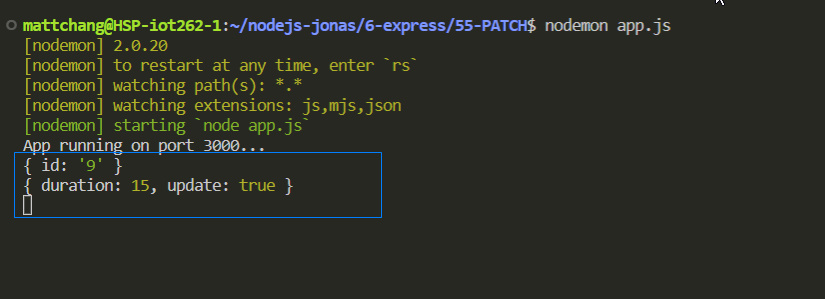 mattchang@HSP-iot262-1:~/nodejs-jonas/6-express/55-PATCH$ nodemon app.js
[nodemon] 2.0.20
[nodemon] to restart at any time, enter `rs`
[nodemon] watching path(s): *.*
[nodemon] watching extensions: js,mjs,json
[nodemon] starting `node app.js`
App running on port 3000...
{ id: '9' }
{ duration: 15, update: true }